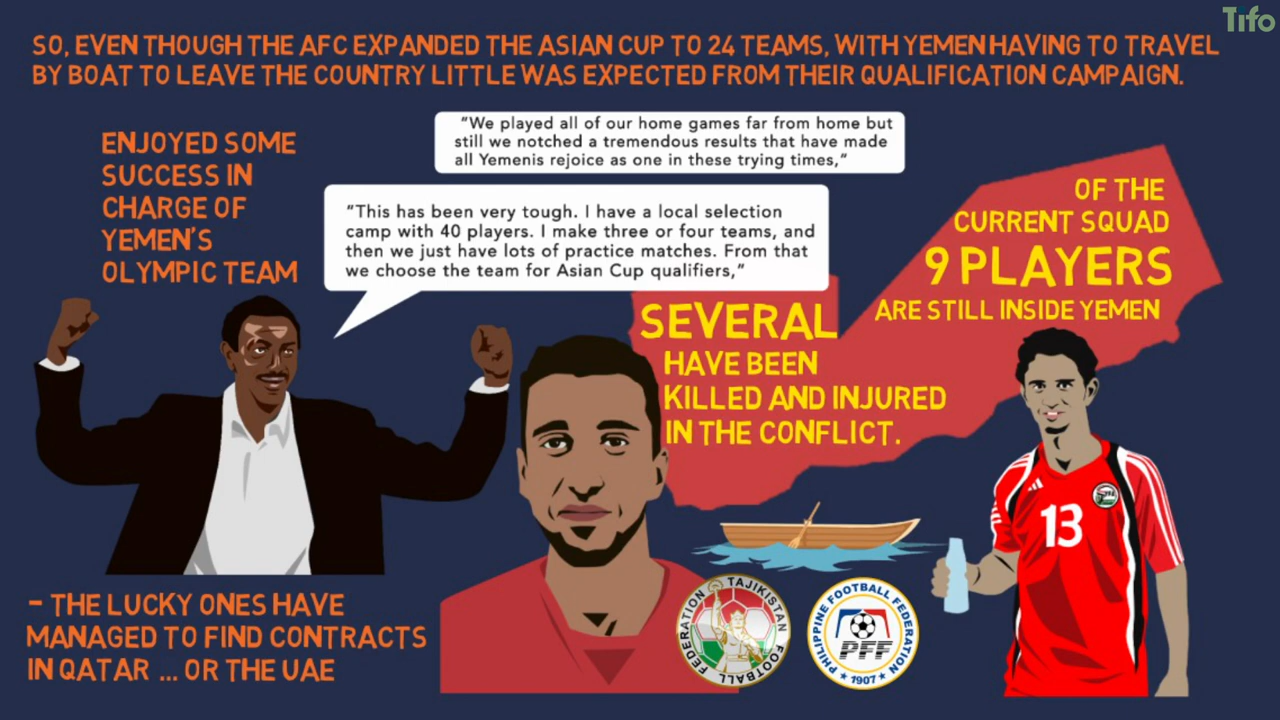 Tifo
SO, EVEN THOUGH THE AFC EXPANDED THE ASIAN CUP TO 24 TEAMS, WITH YEMEN HAVING TO TRAVEL
BY BOAT TO LEAVE THE COUNTRY LITTLE WAS EXPECTED FROM THEIR QUALIFICATION CAMPAIGN.
ENJOYED SOME
SUCCESS IN
CHARGE OF
YEMEN'S
OLYMPIC TEAM
"We played all of our home games far from home but
still we notched a tremendous results that have made
all Yemenis rejoice as one in these trying times,"
"This has been very tough. I have a local selection
camp with 40 players. I make three or four teams, and
then we just have lots of practice matches. From that
we choose the team for Asian Cup qualifiers,"
OF THE
CURRENT SQUAD
9 PLAYERS
ARE STILL INSIDE YEMEN
SEVERAL
HAVE BEEN
KILLED AND INJURED
IN THE CONFLICT.
13
- THE LUCKY ONES HAVE
MANAGED TO FIND CONTRACTS
IN QATAR ... OR THE UAE
TAJIKISTAN FOOTBALL FEDERATION
PHILIPPINE FOOTBALL FEDERATION
PFF
1907